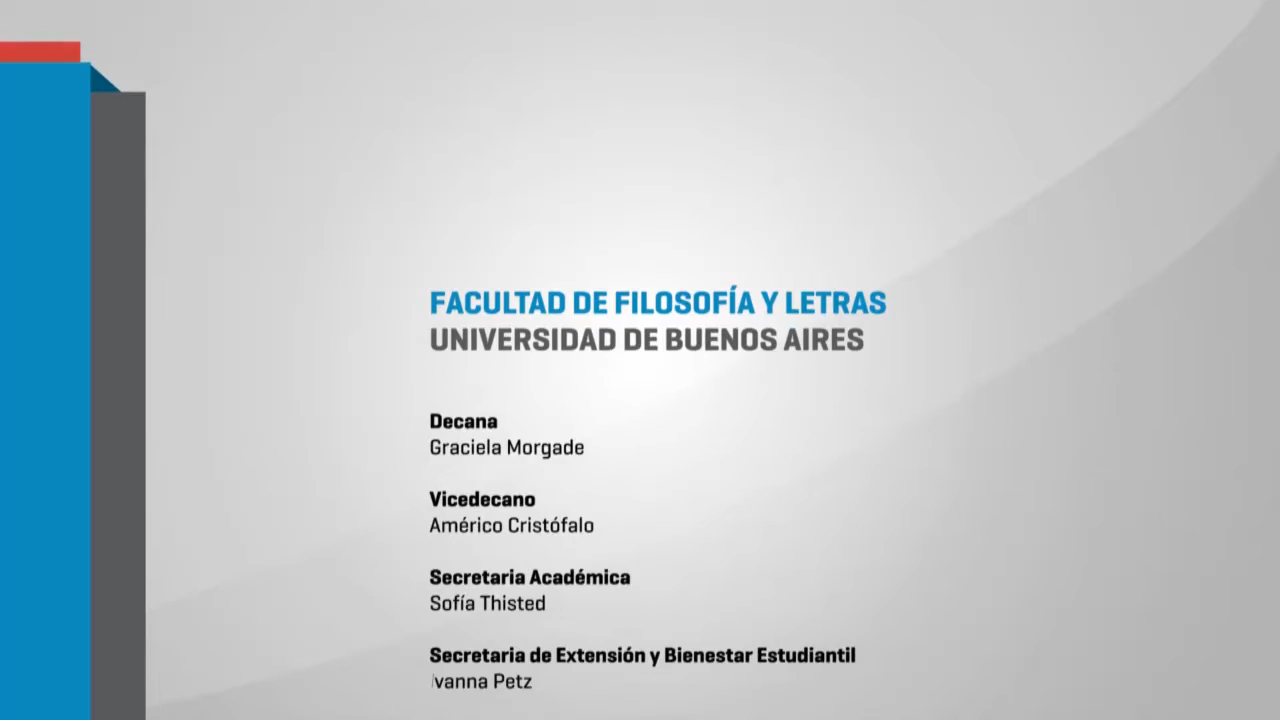 FACULTAD DE FILOSOFÍA Y LETRAS
UNIVERSIDAD DE BUENOS AIRES
Decana
Graciela Morgade
Vicedecano
Américo Cristófalo
Secretaria Académica
Sofía Thisted
Secretaria de Extensión y Bienestar Estudiantil
Ivanna Petz